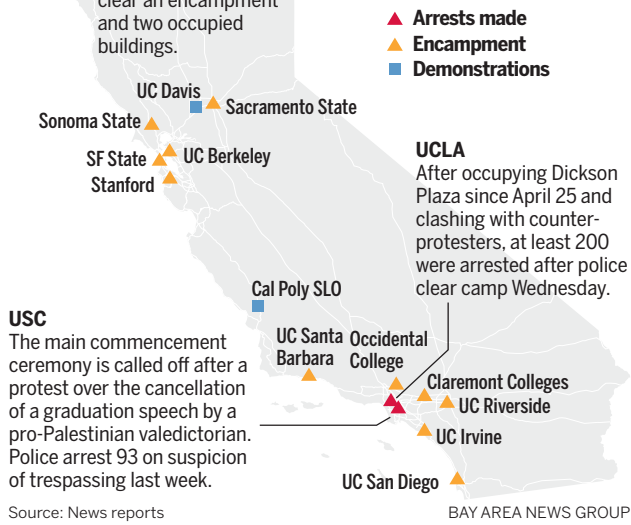 clear an encampment
and two occupied
buildings.
Arrests made
Encampment
Demonstrations
UC Davis
Sacramento State
Sonoma State
SF State
UC Berkeley
Stanford
UCLA
After occupying Dickson
Plaza since April 25 and
clashing with counter-
protesters, at least 200
were arrested after police
clear camp Wednesday.
Cal Poly SLO
USC
The main commencement
ceremony is called off after a
protest over the cancellation
of a graduation speech by a
pro-Palestinian valedictorian.
Police arrest 93 on suspicion
of trespassing last week.
UC Santa
Barbara
Occidental
College
Claremont Colleges
UC Riverside
UC Irvine
UC San Diego
Source: News reports
BAY AREA NEWS GROUP